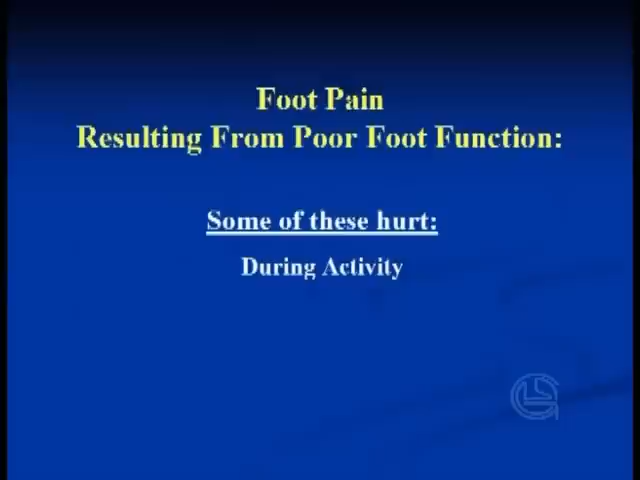 Foot Pain
Resulting From Poor Foot Function:
Some of these hurt:
During Activity